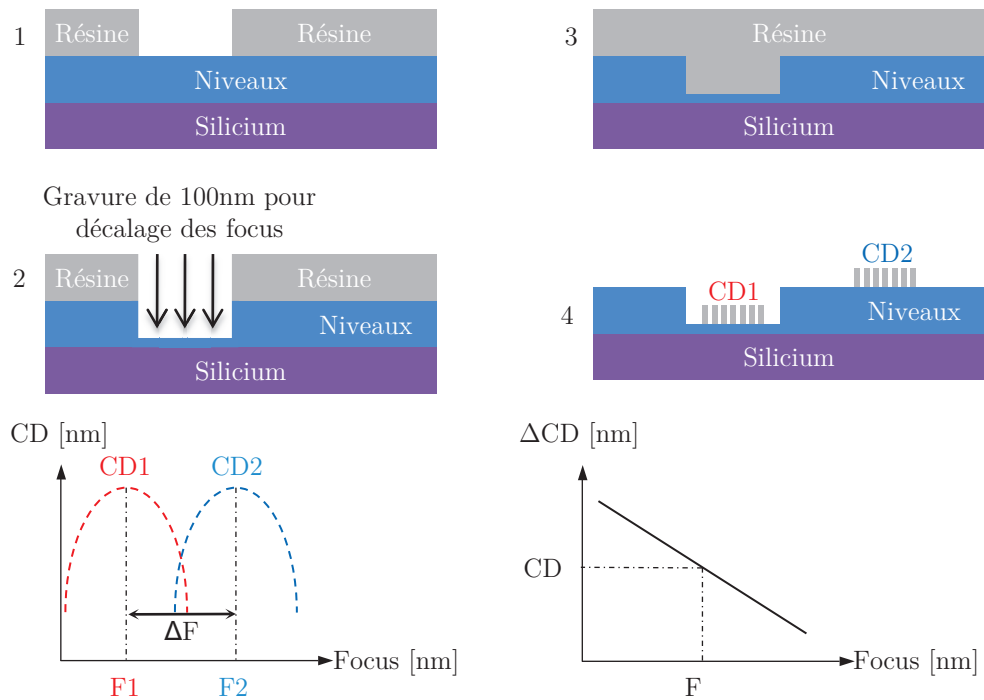 1
Résine
Résine
Niveaux
Silicium
3
Résine
Niveaux
Silicium
Gravure de 100nm pour
décalage des focus
2
Résine
Résine
Niveaux
Silicium
4
CD1
CD2
Niveaux
Silicium
CD [nm]
CD1
CD2
ΔF
Focus [nm]
F1
F2
ΔCD [nm]
CD
Focus [nm]
F